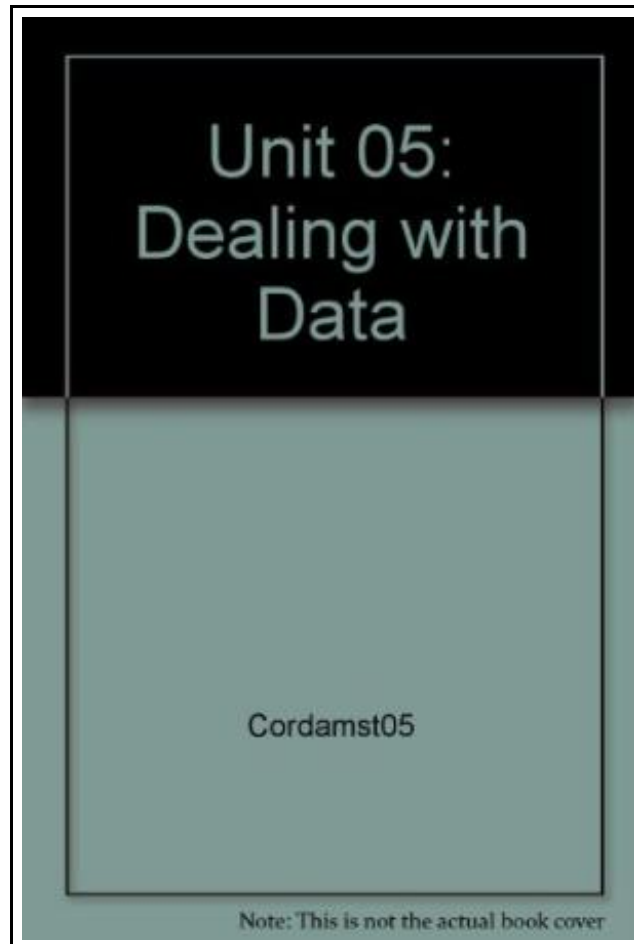 Unit 05:
Dealing with
Data
Cordamst05
Note: This is not the actual book cover